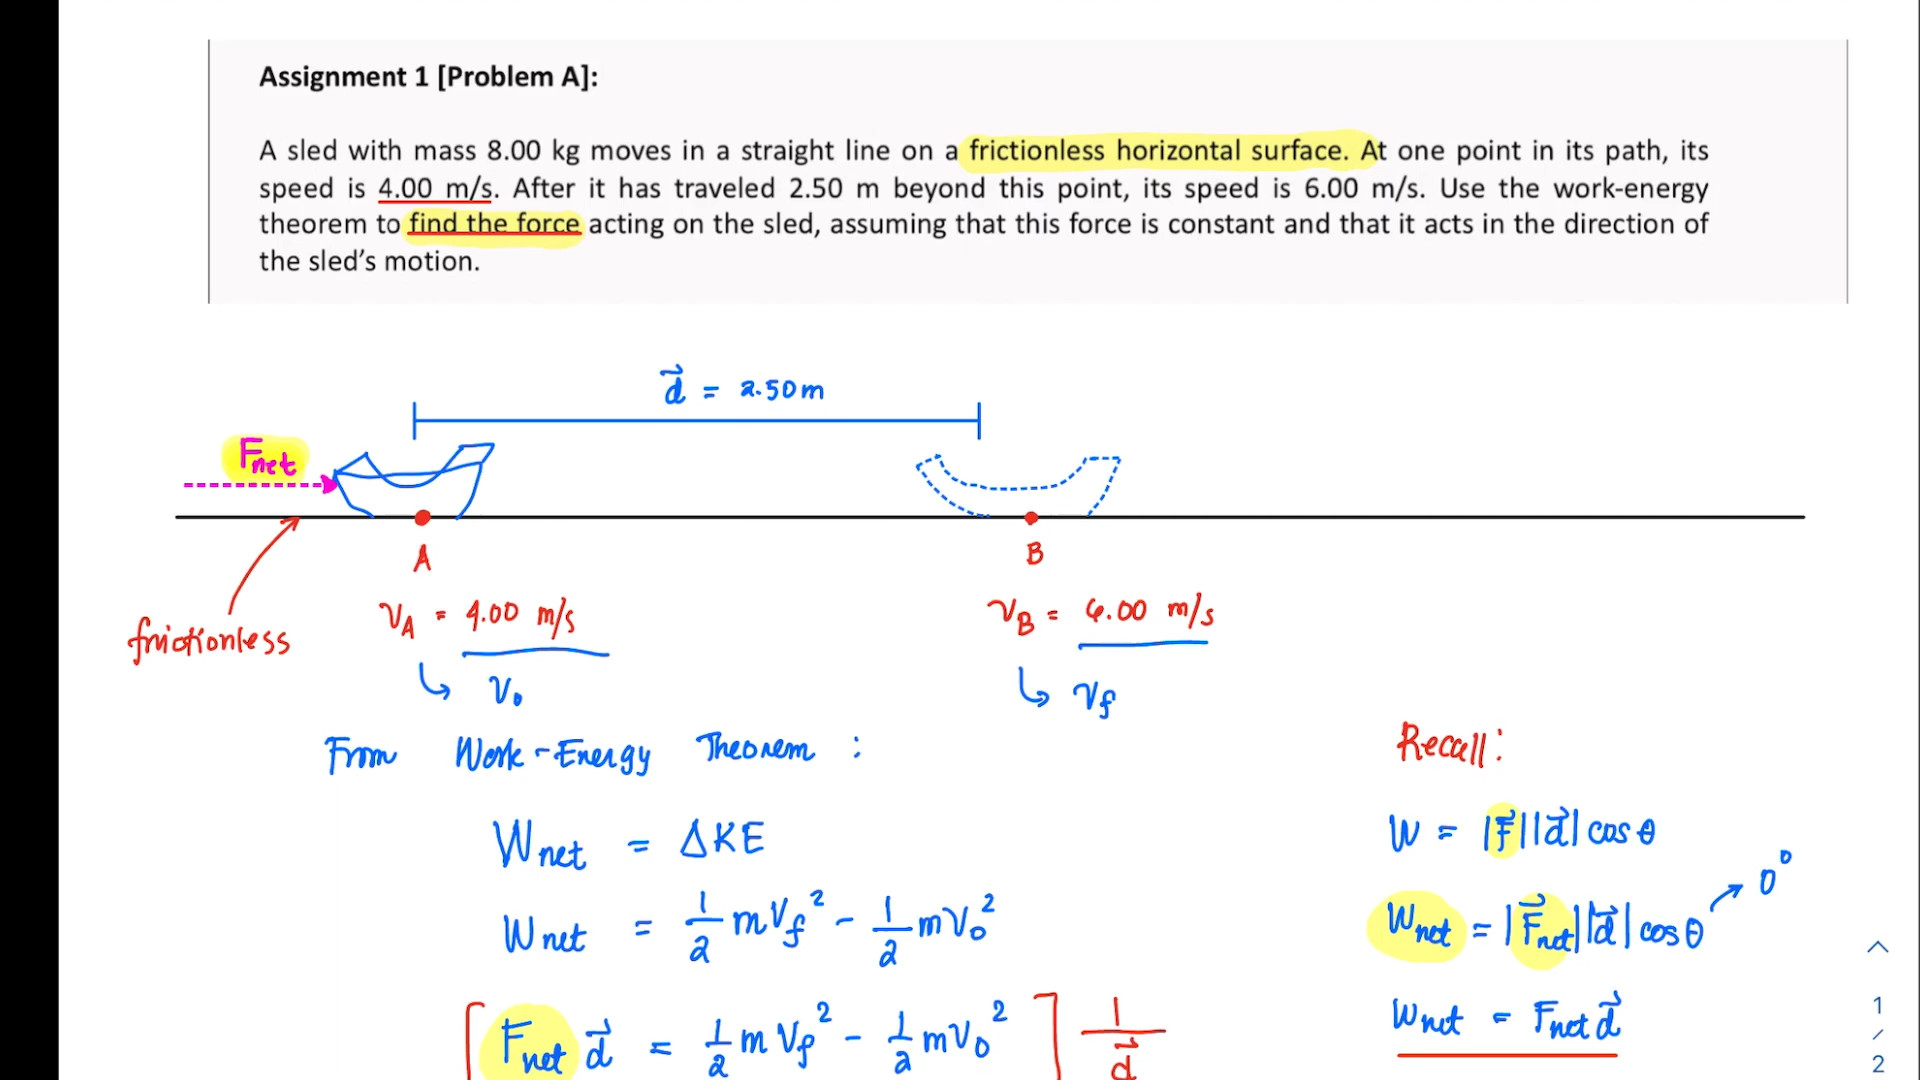 Assignment 1 [Problem A]:
A sled with mass 8.00 kg moves in a straight line on a frictionless horizontal surface. At one point in its path, its
speed is 4.00 m/s. After it has traveled 2.50 m beyond this point, its speed is 6.00 m/s. Use the work-energy
theorem to find the force acting on the sled, assuming that this force is constant and that it acts in the direction of
the sled's motion.
d⃗ = 2.50m
Fnet
A
B
frictionless
vA = 4.00 m/s
vB = 6.00 m/s
↳ v₀
↳ vf
From Work-Energy Theorem :
Wnet = ΔKE
Wnet = 1/2 mVf² - 1/2 mV₀²
[ Fnet d⃗ = 1/2 mVf² - 1/2 mV₀² ] 1/d⃗
Recall:
W = |F⃗||d⃗| cos θ
Wnet = |F⃗net||d⃗| cos θ → 0°
Wnet = Fnet d⃗
1
/
2